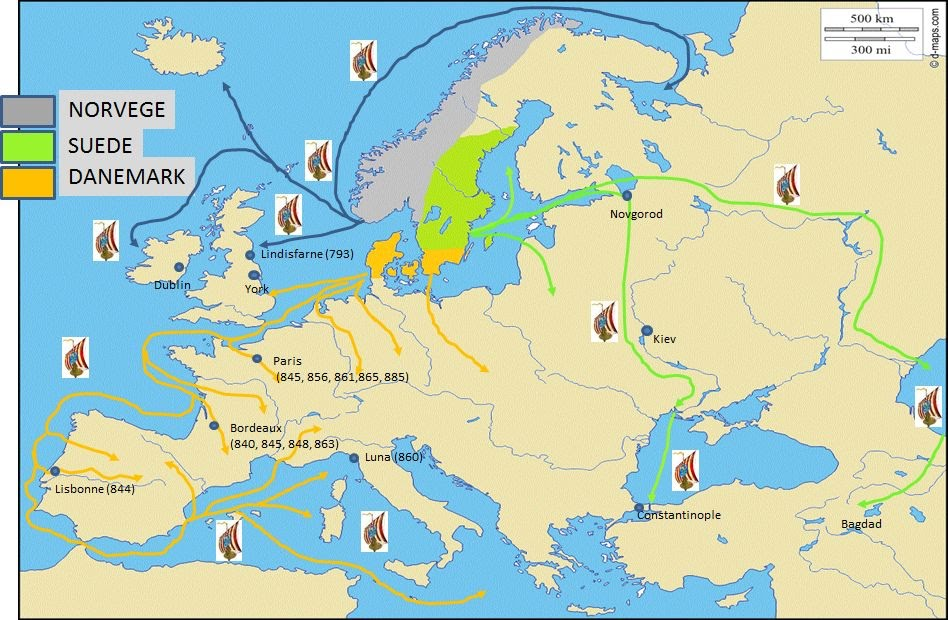 500 km
300 mi
© d-maps.com
NORVEGE
SUEDE
DANEMARK
Novgorod
Lindisfarne (793)
Dublin
York
Kiev
Paris
(845, 856, 861,865, 885)
Bordeaux
(840, 845, 848, 863)
Luna (860)
Lisbonne (844)
Constantinople
Bagdad